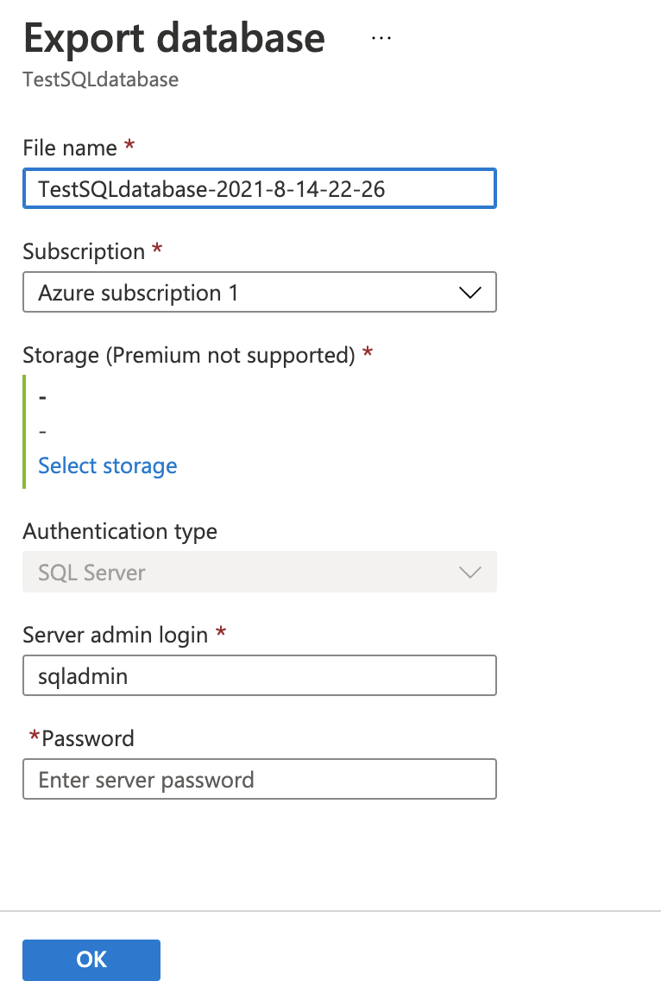 Export database ...
TestSQLdatabase
File name *
TestSQLdatabase-2021-8-14-22-26
Subscription *
Azure subscription 1
Storage (Premium not supported) *
-
-
Select storage
Authentication type
SQL Server
Server admin login *
sqladmin
*Password
Enter server password
OK